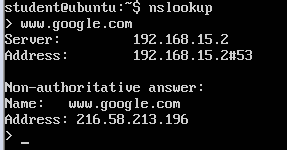 student@ubuntu:~$ nslookup
> www.google.com
Server:         192.168.15.2
Address:        192.168.15.2#53

Non-authoritative answer:
Name:   www.google.com
Address: 216.58.213.196
> _